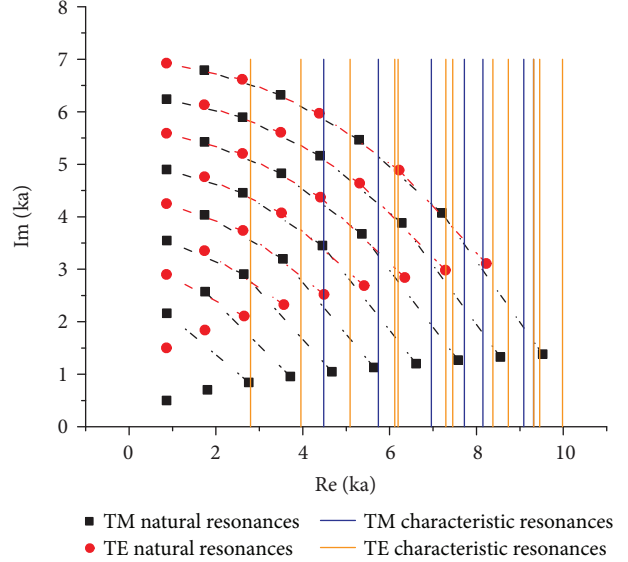 7
6
5
4
3
2
1
0
Im (ka)
0 2 4 6 8 10
Re (ka)
TM natural resonances TM characteristic resonances
TE natural resonances TE characteristic resonances